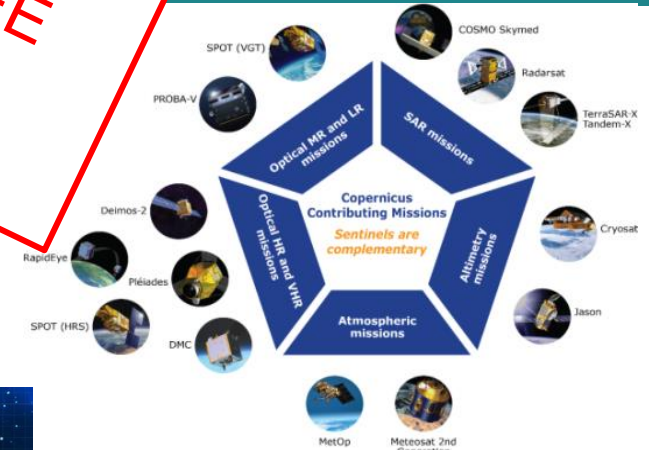 TE
SPOT (VGT)
COSMO Skymed
PROBA-V
Radarsat
TerraSAR-X
Tandem-X
Optical MR and LR
missions
SAR missions
Deimos-2
Copernicus
Contributing Missions
Sentinels are
complementary
Optical HR and VHR
missions
Altimetry
missions
Cryosat
RapidEye
Pléiades
Jason
SPOT (HRS)
DMC
Atmospheric
missions
MetOp
Meteosat 2nd
Generation